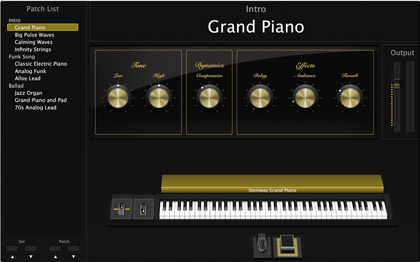 Patch List
Intro
Grand Piano
Big Pulse Waves
Calming Waves
Infinity Strings
Funk Song
Classic Electric Piano
Analog Funk
Alloy Lead
Ballad
Jazz Organ
Grand Piano and Pad
70s Analog Lead
Set Patch
Intro
Grand Piano
Tone Dynamics Effects
Low High Compression Delay Ambience Reverb
Output
Steinway Grand Piano